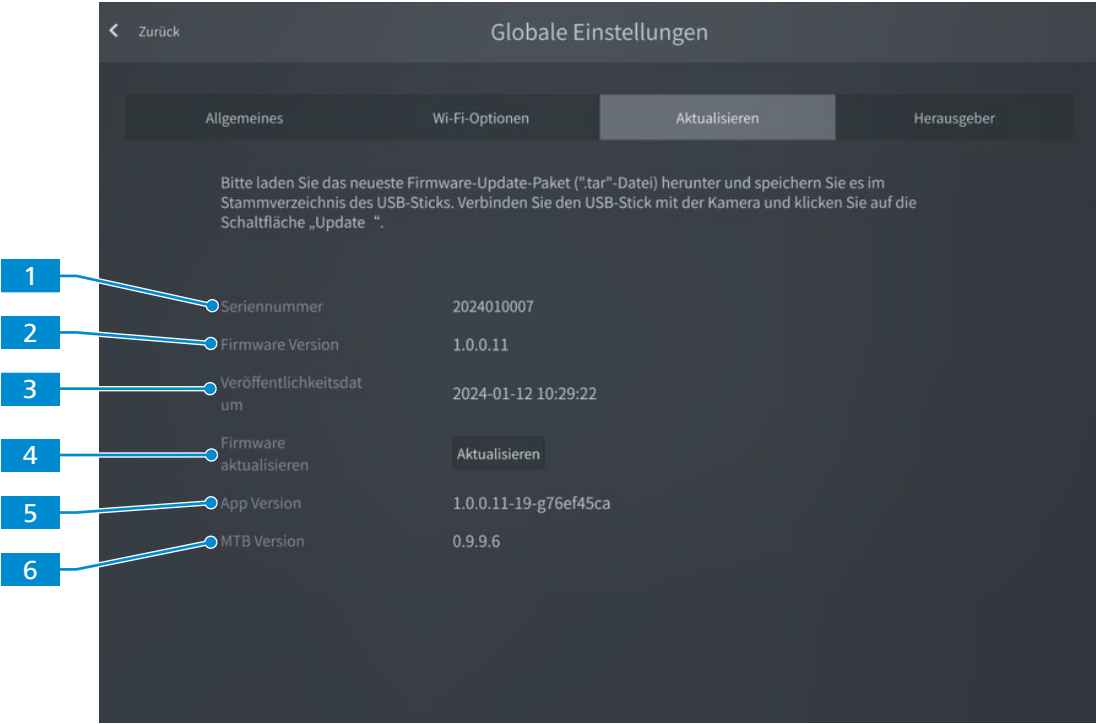 Zurück
Globale Einstellungen
Allgemeines
Wi-Fi-Optionen
Aktualisieren
Herausgeber
Bitte laden Sie das neueste Firmware-Update-Paket (".tar"-Datei) herunter und speichern Sie es im
Stammverzeichnis des USB-Sticks. Verbinden Sie den USB-Stick mit der Kamera und klicken Sie auf die
Schaltfläche „Update “.
1
Seriennummer
2024010007
2
Firmware Version
1.0.0.11
3
Veröffentlichkeitsdat
um
2024-01-12 10:29:22
4
Firmware
aktualisieren
Aktualisieren
5
App Version
1.0.0.11-19-g76ef45ca
6
MTB Version
0.9.9.6